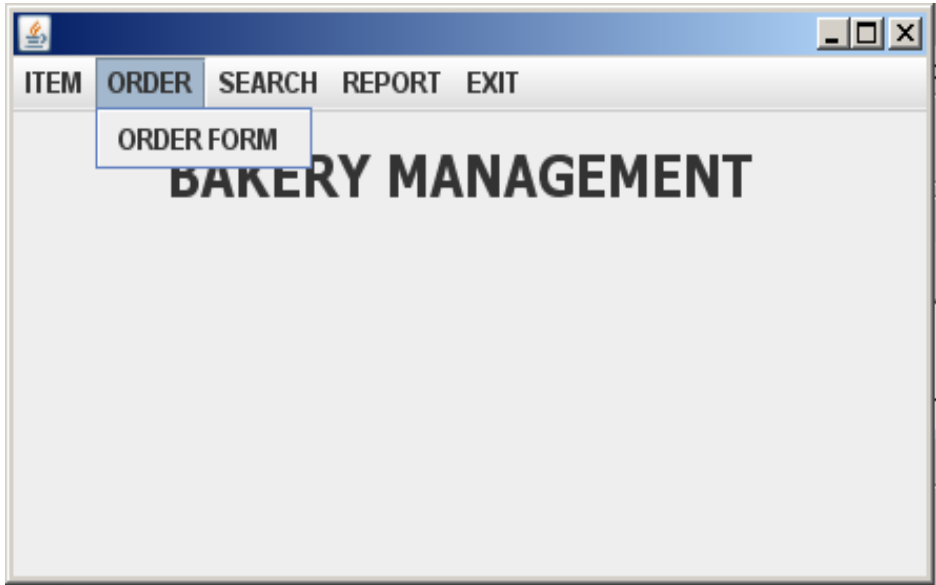 ITEM ORDER SEARCH REPORT EXIT
ORDER FORM
BAKERY MANAGEMENT